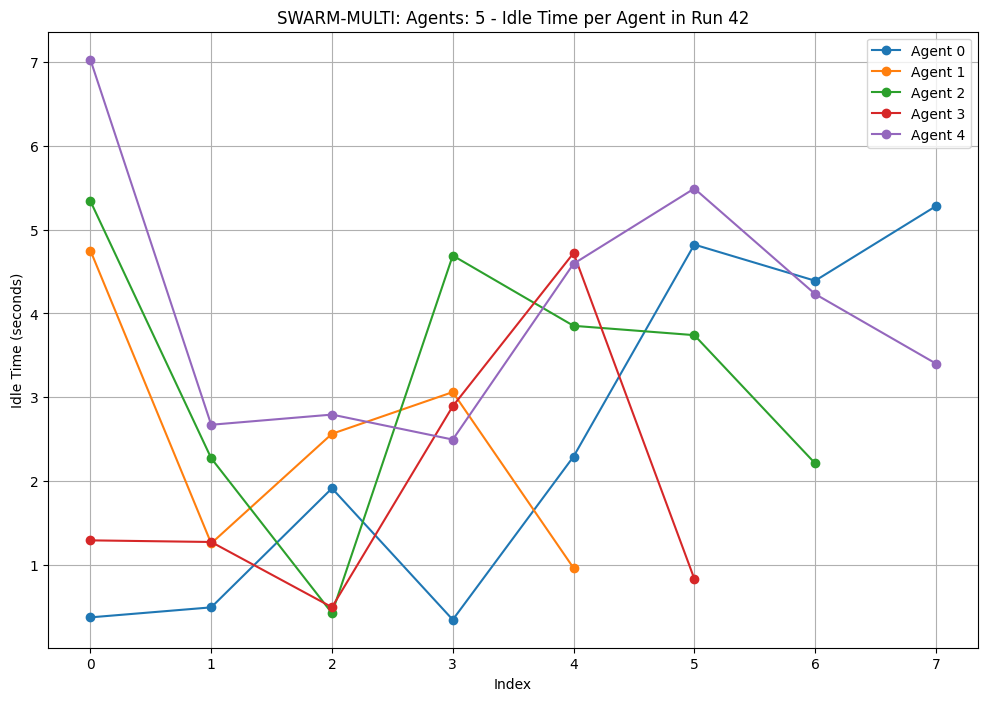 SWARM-MULTI: Agents: 5 - Idle Time per Agent in Run 42
Agent 0
Agent 1
Agent 2
Agent 3
Agent 4
Idle Time (seconds)
7
6
5
4
3
2
1
0 1 2 3 4 5 6 7
Index